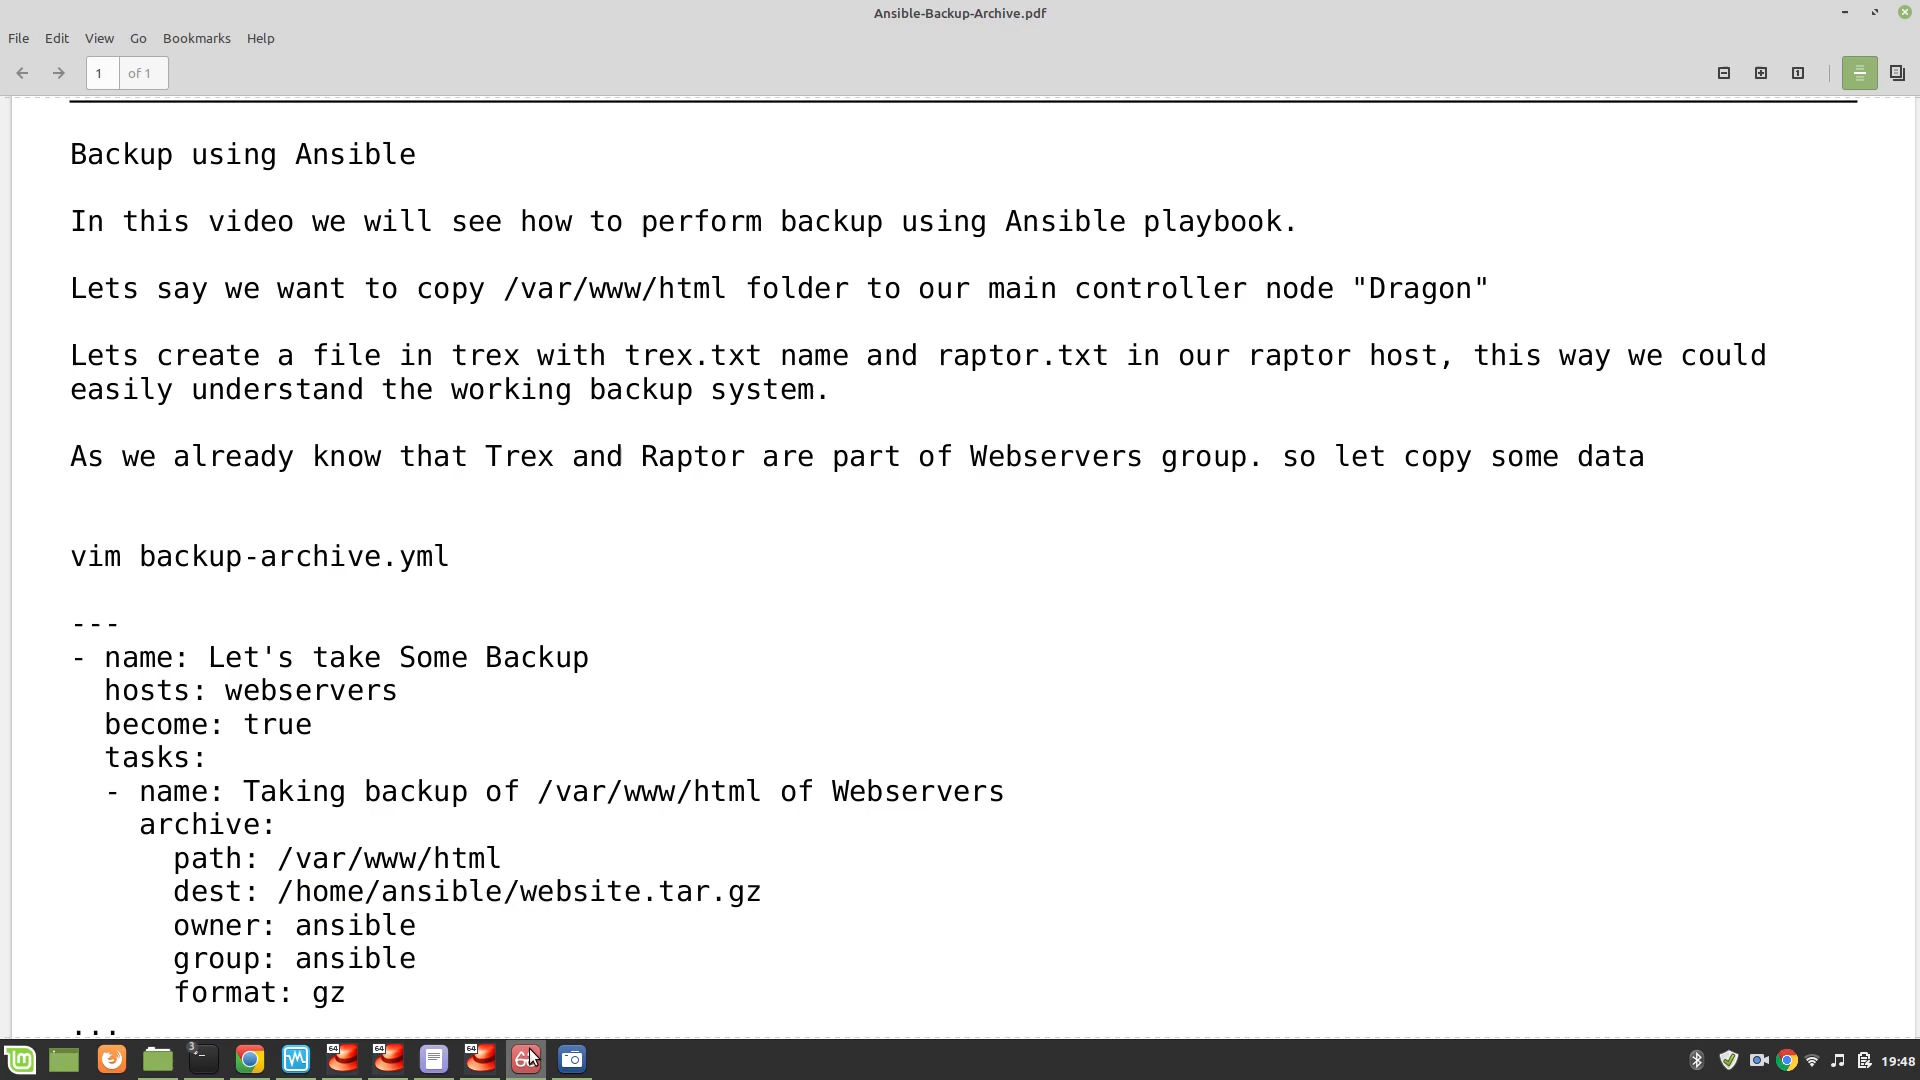 Ansible-Backup-Archive.pdf
File Edit View Go Bookmarks Help
1 of 1
Backup using Ansible
In this video we will see how to perform backup using Ansible playbook.
Lets say we want to copy /var/www/html folder to our main controller node "Dragon"
Lets create a file in trex with trex.txt name and raptor.txt in our raptor host, this way we could
easily understand the working backup system.
As we already know that Trex and Raptor are part of Webservers group. so let copy some data
vim backup-archive.yml
---
- name: Let's take Some Backup
  hosts: webservers
  become: true
  tasks:
  - name: Taking backup of /var/www/html of Webservers
    archive:
      path: /var/www/html
      dest: /home/ansible/website.tar.gz
      owner: ansible
      group: ansible
      format: gz
...
3 64 64 64 19:48